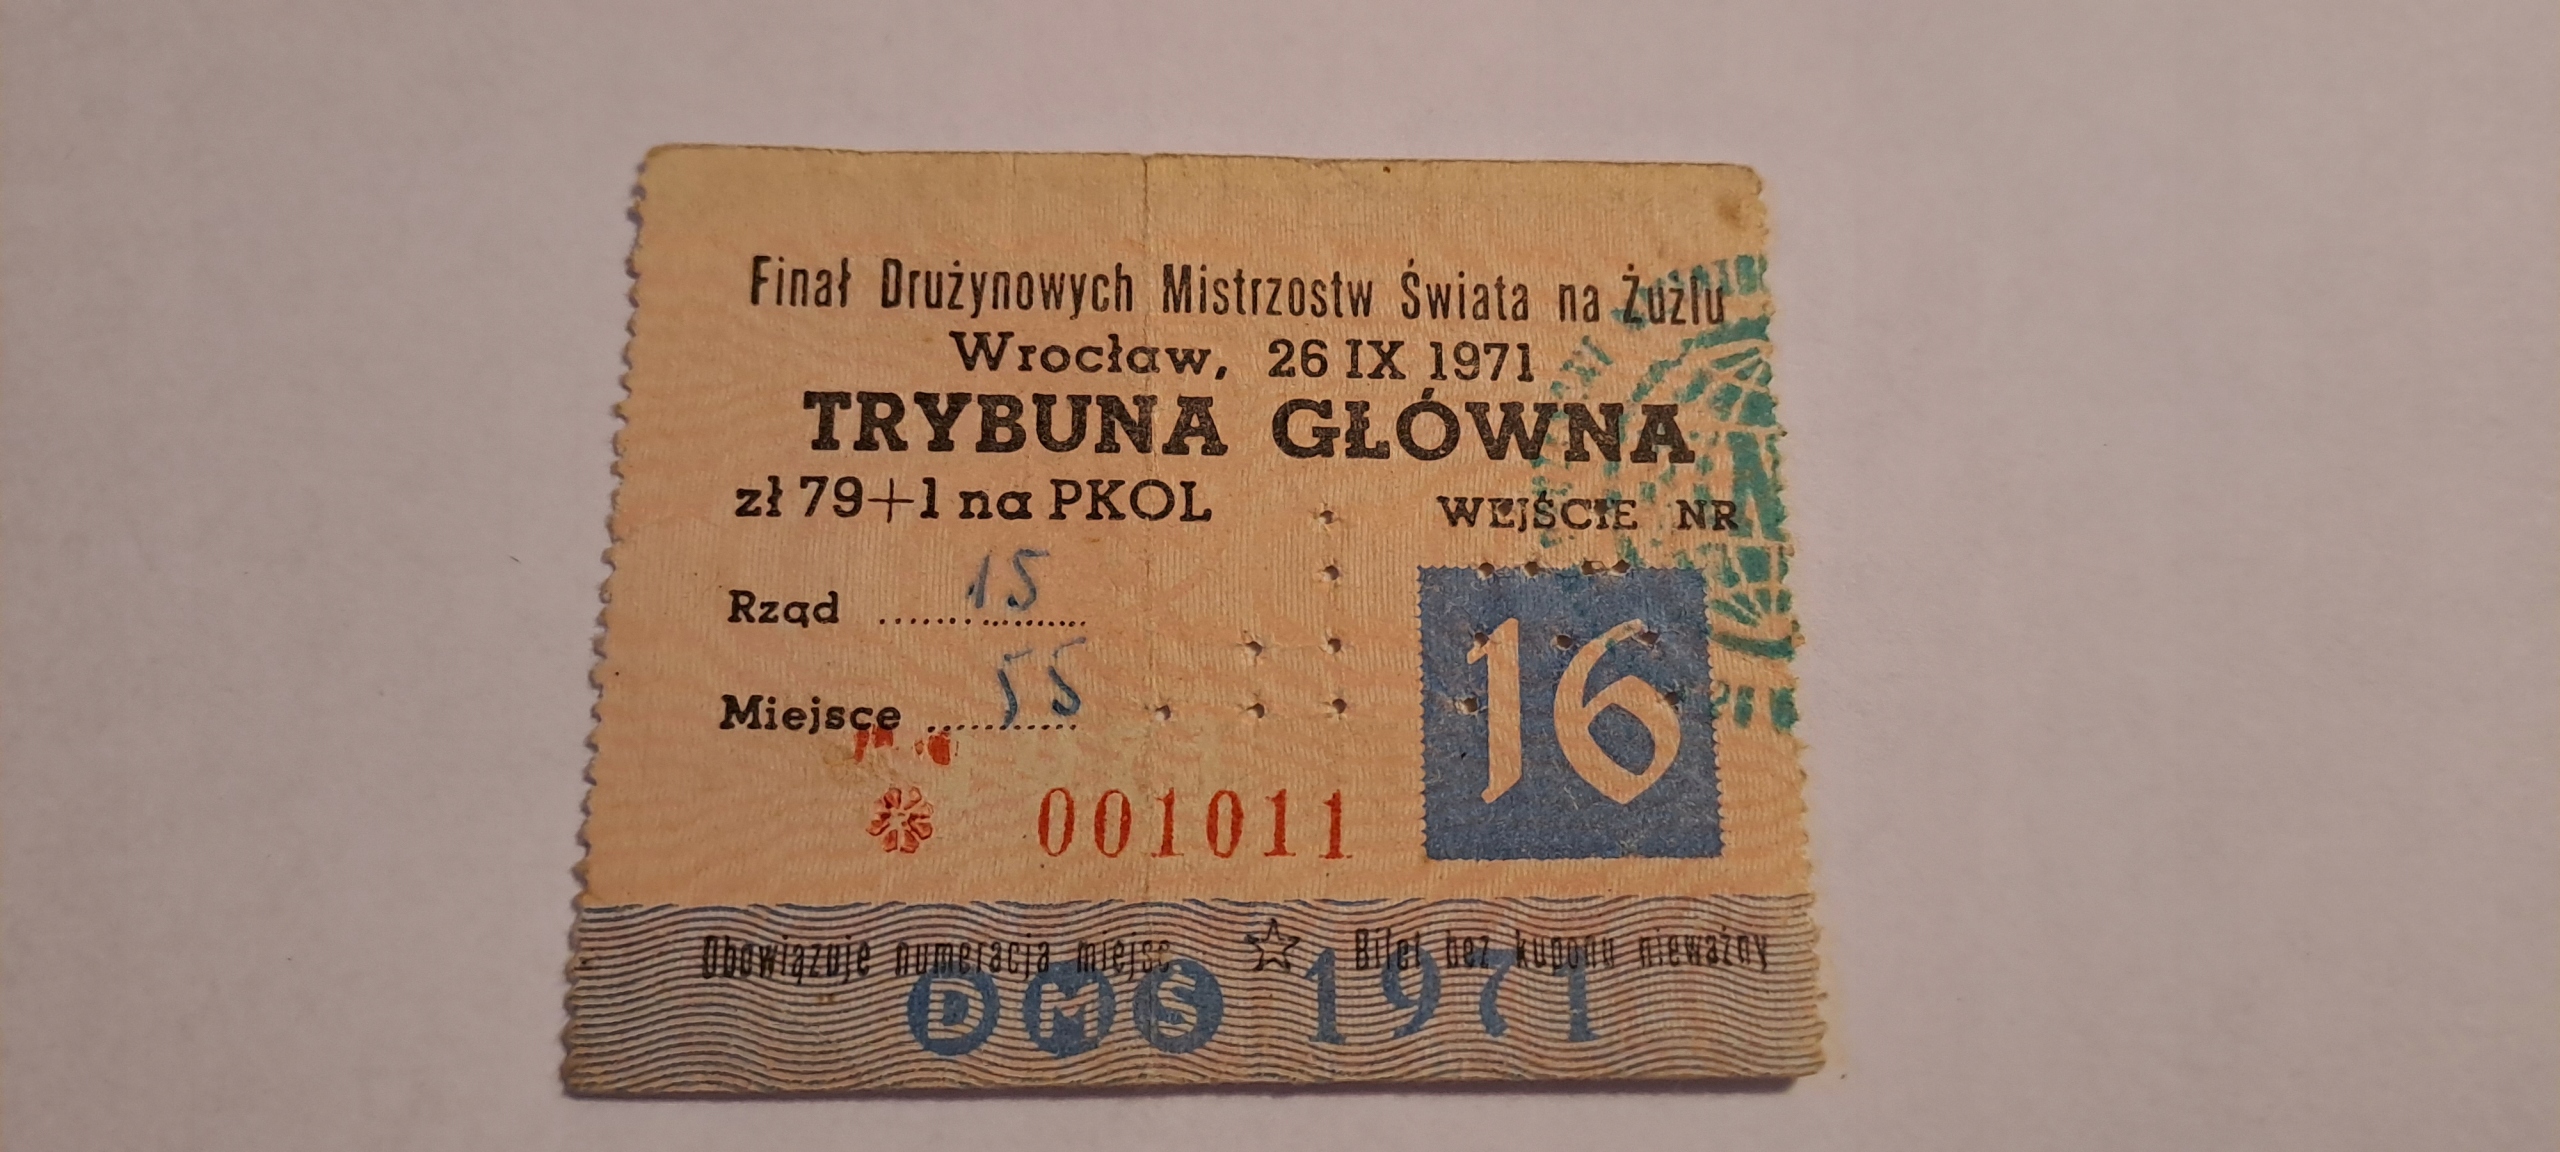 Finał Drużynowych Mistrzostw Świata na Żużlu
Wrocław, 26 IX 1971
TRYBUNA GŁÓWNA
zł 79+1 na PKOL
WEJŚCIE NR
Rząd 15
16
Miejsce 55
001011
Obowiązuje numeracja miejsc ☆ Bilet bez kuponu nieważny
DMŚ 1971